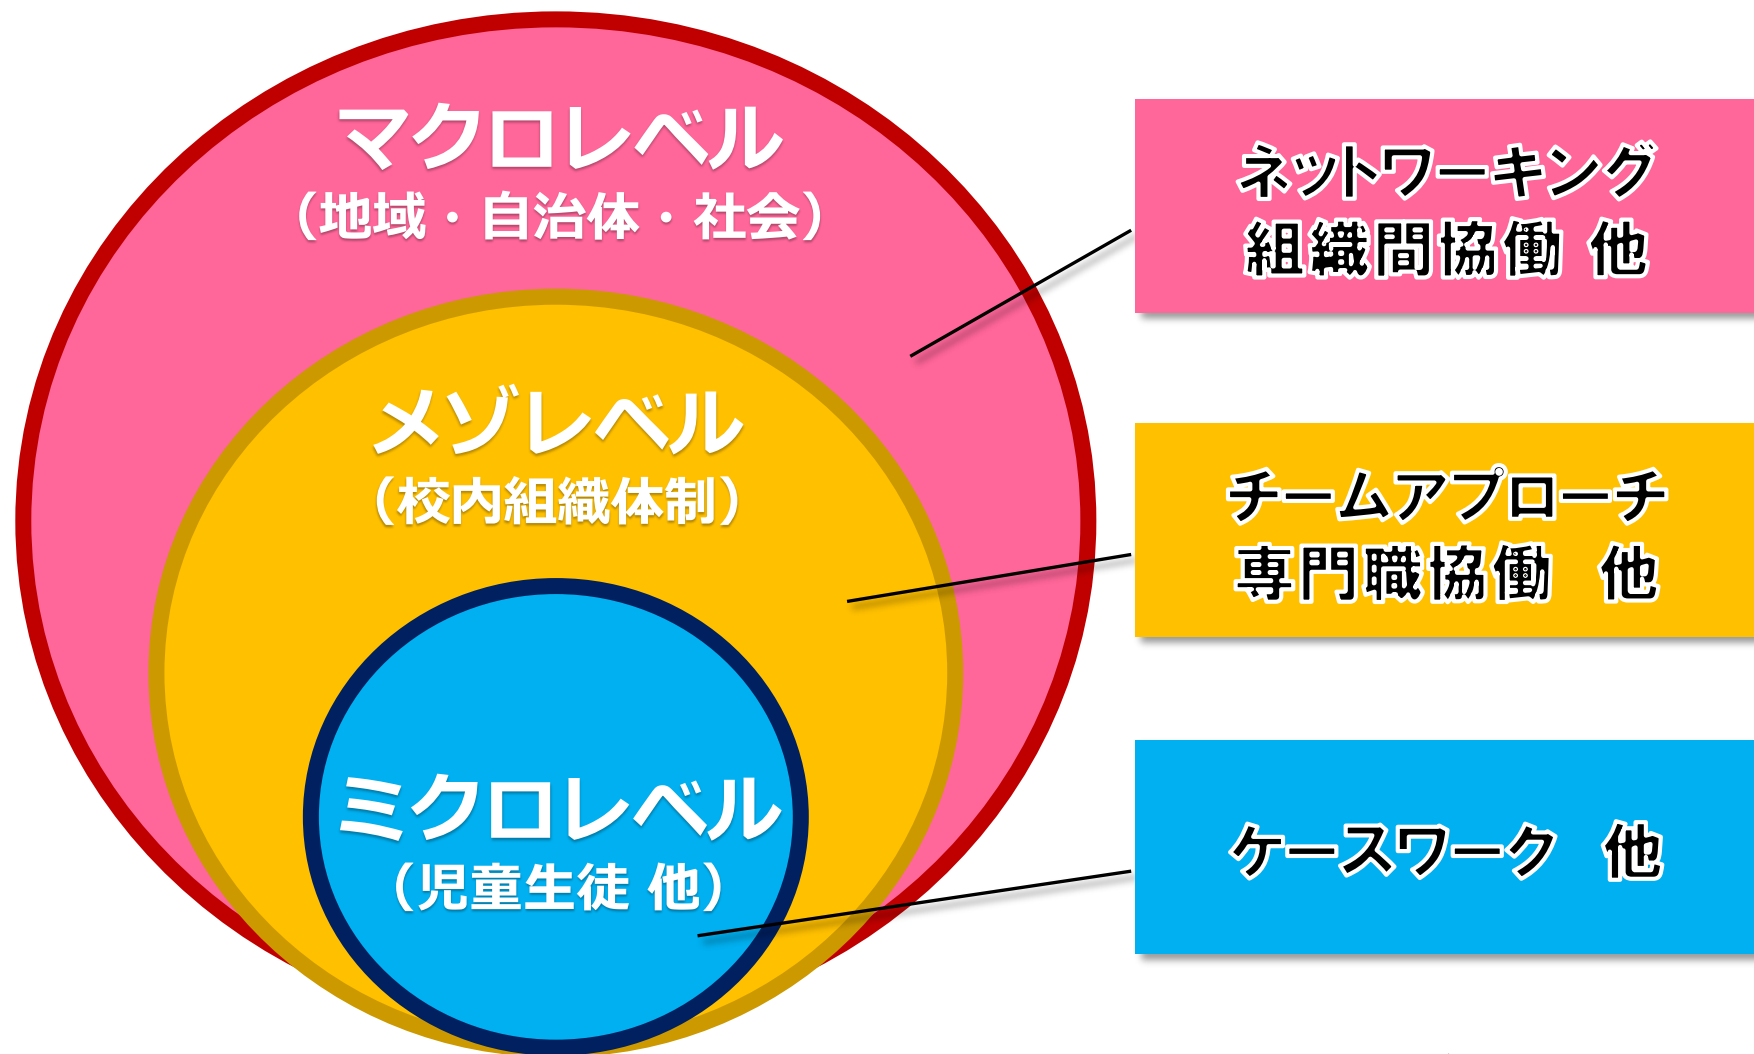 マクロレベル
（地域・自治体・社会）
ネットワーキング
組織間協働 他
メゾレベル
（校内組織体制）
チームアプローチ
専門職協働　他
ミクロレベル
（児童生徒 他）
ケースワーク　他